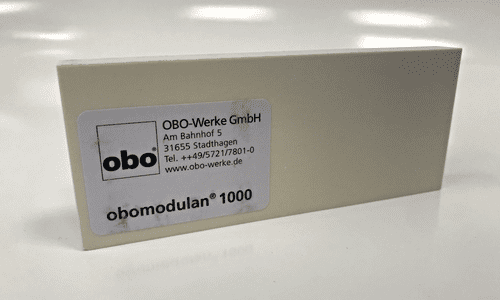 obo®
OBO-Werke GmbH
Am Bahnhof 5
31655 Stadthagen
Tel. ++49/5721/7801-0
www.obo-werke.de
obomodulan® 1000